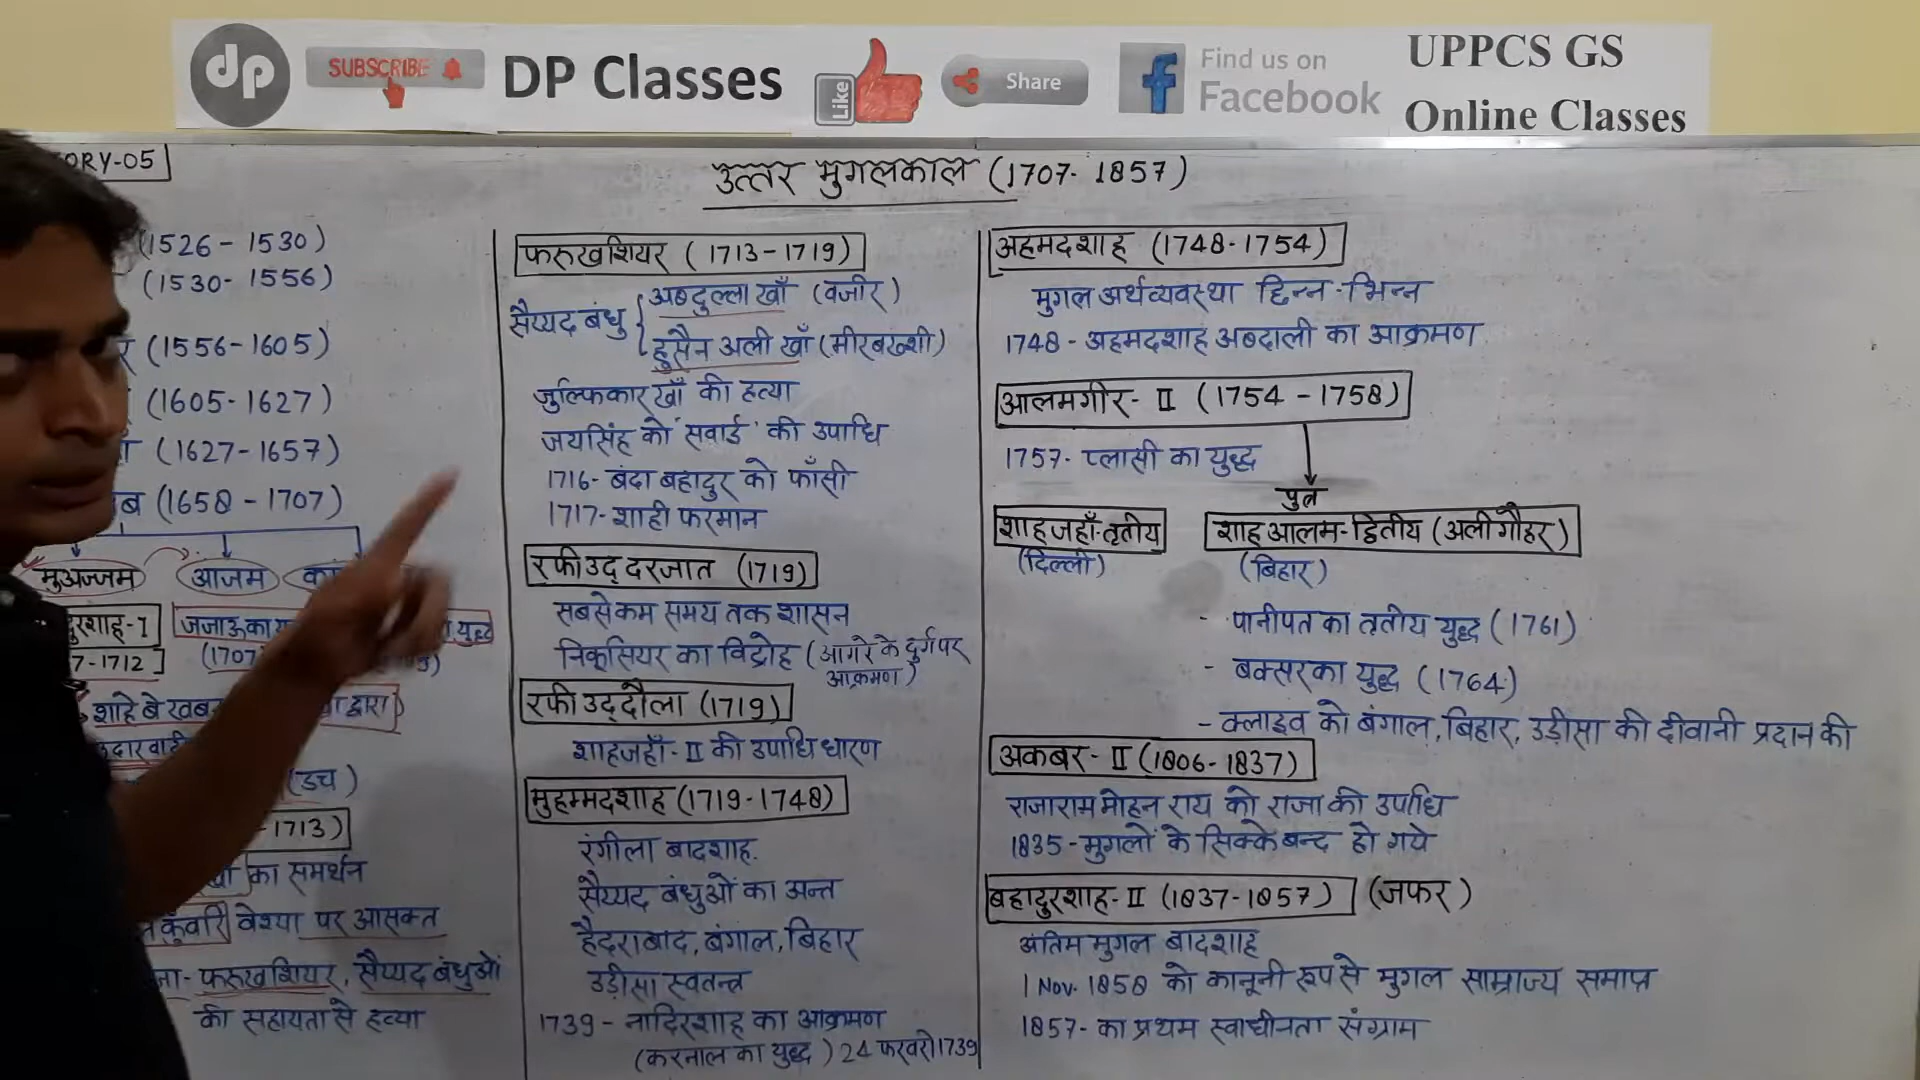 dp
SUBSCRIBE
DP Classes
Like
Share
Find us on
Facebook
UPPCS GS
Online Classes
ORY-05
उत्तर मुगलकाल (1707-1857)
(1526-1530)
(1530-1556)
(1556-1605)
(1605-1627)
(1627-1657)
ब (1658-1707)
मुअज्जम आजम का
शाह-1 जजाऊ का युद्ध
7-1712] (1707)
शाहे बेखबर द्वारा)
(डच)
-1713)
का समर्थन
कुंवारि वेश्या पर आसक्त
फरुखशियर, सैय्यद बंधुओं
की सहायता से हत्या
फरुखशियर (1713-1719)
सैय्यद बंधु { अब्दुल्ला खाँ (वजीर)
हुसैन अली खाँ (मीरबख्शी)
जुल्फिकार खाँ की हत्या
जयसिंह को 'सवाई' की उपाधि
1716- बंदा बहादुर को फाँसी
1717- शाही फरमान
रफी उद् दरजात (1719)
सबसे कम समय तक शासन
निकूसियर का विद्रोह (आगरे के दुर्ग पर
आक्रमण)
रफी उद् दौला (1719)
शाहजहाँ-II की उपाधि धारण
मुहम्मदशाह (1719-1748)
रंगीला बादशाह.
सैय्यद बंधुओं का अन्त
हैदराबाद, बंगाल, बिहार
उड़ीसा स्वतन्त्र
1739- नादिरशाह का आक्रमण
(करनाल का युद्ध) 24 फरवरी 1739
अहमदशाह (1748-1754)
मुगल अर्थव्यवस्था छिन्न-भिन्न
1748- अहमदशाह अब्दाली का आक्रमण
आलमगीर-II (1754-1758)
1757- प्लासी का युद्ध
पुत्र
शाहजहाँ-तृतीय शाह आलम-द्वितीय (अली गौहर)
(दिल्ली) (बिहार)
- पानीपत का तृतीय युद्ध (1761)
- बक्सर का युद्ध (1764)
- क्लाइव को बंगाल, बिहार, उड़ीसा की दीवानी प्रदान की
अकबर-II (1806-1837)
राजाराम मोहन राय को राजा की उपाधि
1835- मुगलों के सिक्के बन्द हो गये
बहादुरशाह-II (1837-1857) (जफर)
अंतिम मुगल बादशाह
1 Nov. 1858 को कानूनी रूप से मुगल साम्राज्य समाप्त
1857- का प्रथम स्वाधीनता संग्राम